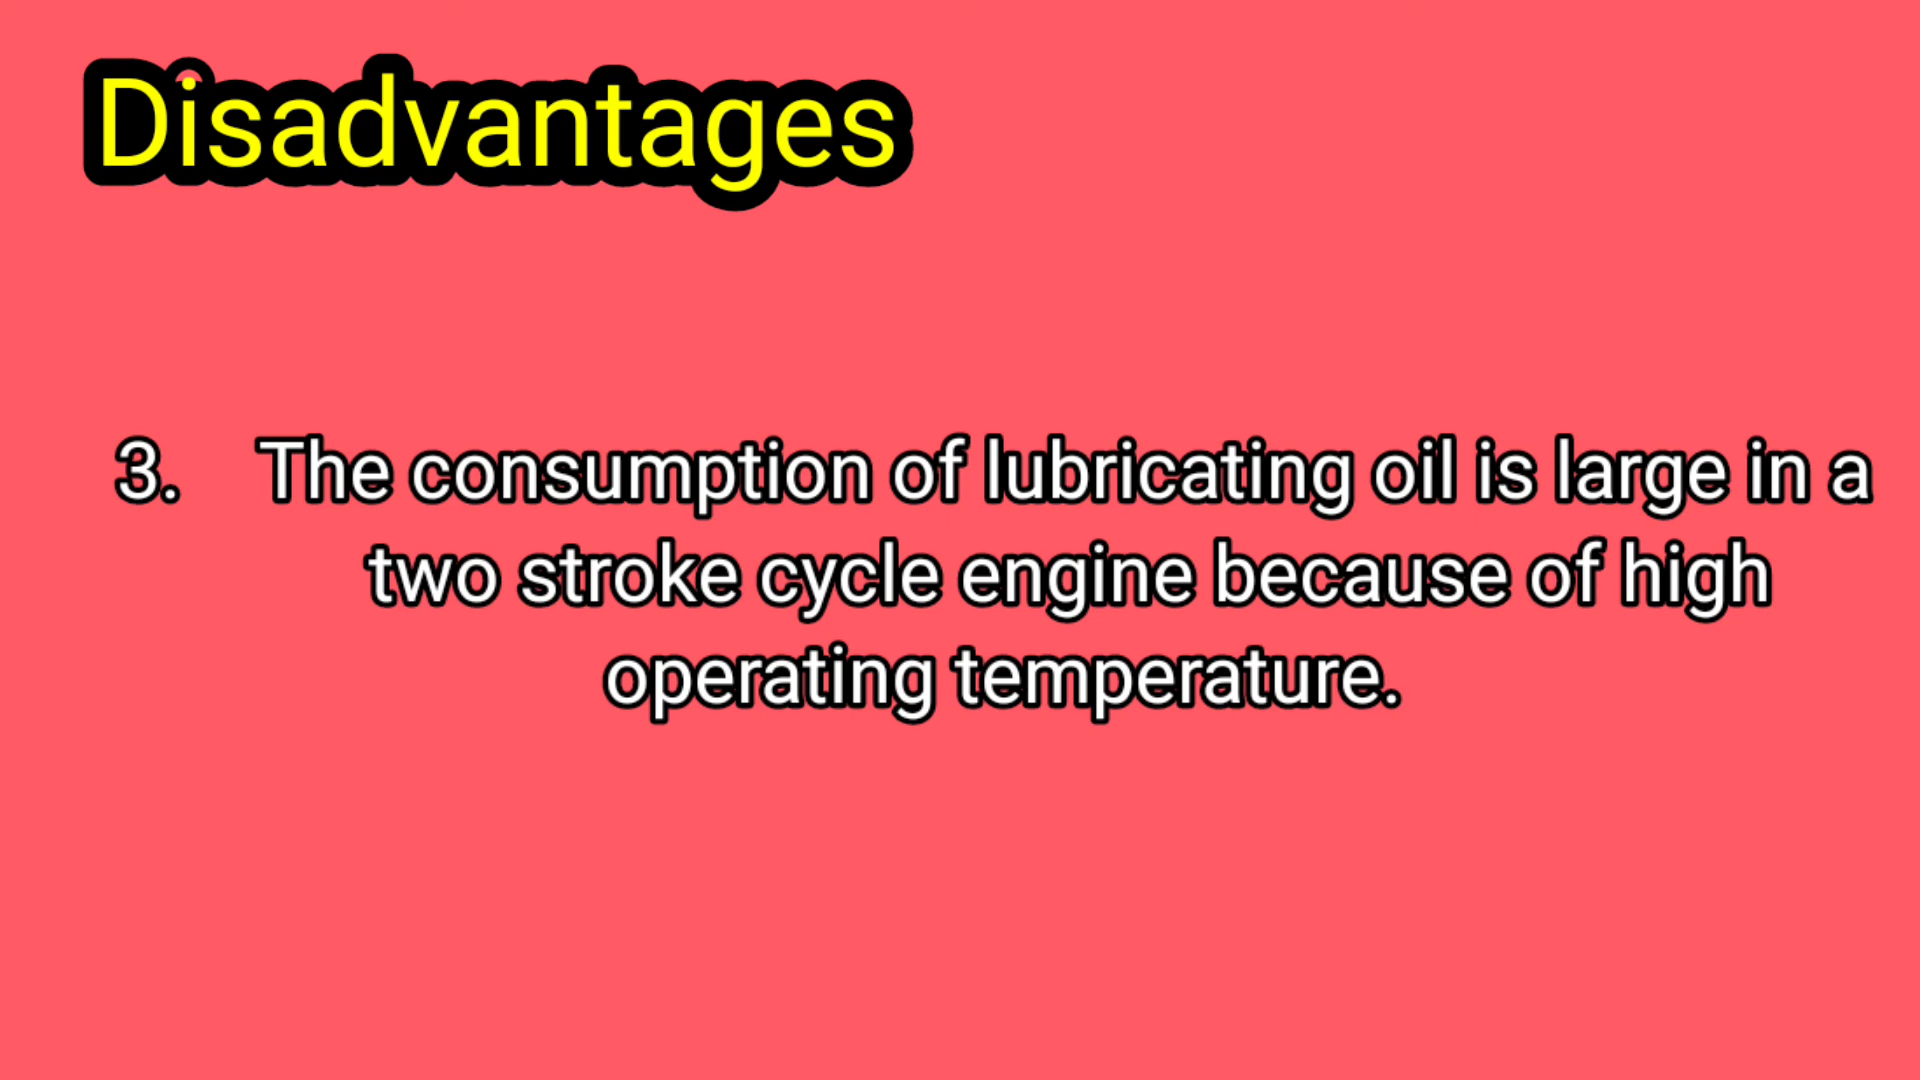 Disadvantages
3. The consumption of lubricating oil is large in a
two stroke cycle engine because of high
operating temperature.